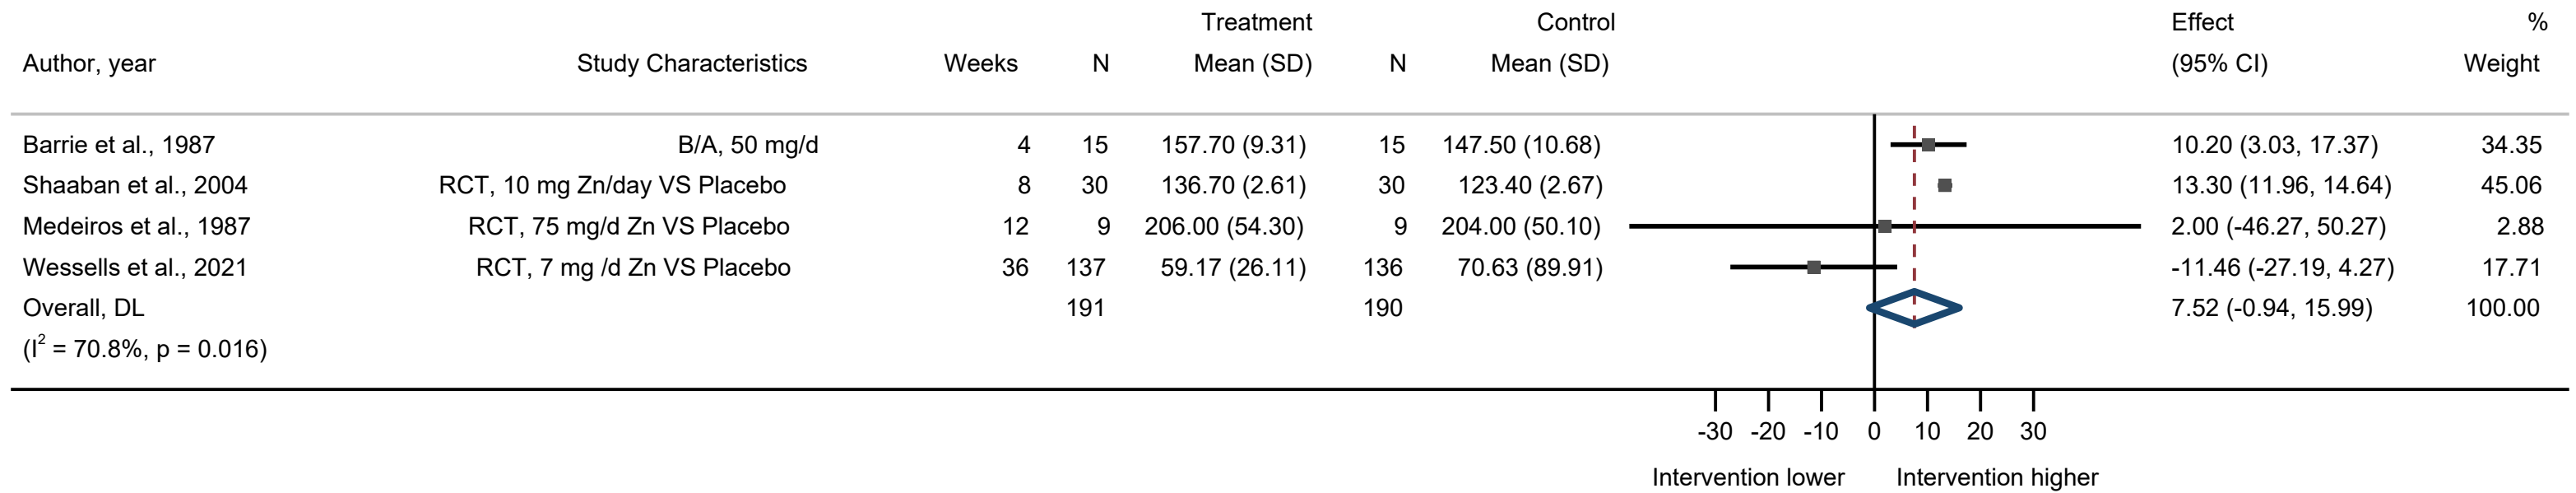 Treatment Control Effect %
Author, year Study Characteristics Weeks N Mean (SD) N Mean (SD) (95% CI) Weight
Barrie et al., 1987 B/A, 50 mg/d 4 15 157.70 (9.31) 15 147.50 (10.68) 10.20 (3.03, 17.37) 34.35
Shaaban et al., 2004 RCT, 10 mg Zn/day VS Placebo 8 30 136.70 (2.61) 30 123.40 (2.67) 13.30 (11.96, 14.64) 45.06
Medeiros et al., 1987 RCT, 75 mg/d Zn VS Placebo 12 9 206.00 (54.30) 9 204.00 (50.10) 2.00 (-46.27, 50.27) 2.88
Wessells et al., 2021 RCT, 7 mg /d Zn VS Placebo 36 137 59.17 (26.11) 136 70.63 (89.91) -11.46 (-27.19, 4.27) 17.71
Overall, DL 191 190 7.52 (-0.94, 15.99) 100.00
(I² = 70.8%, p = 0.016)
-30 -20 -10 0 10 20 30
Intervention lower Intervention higher